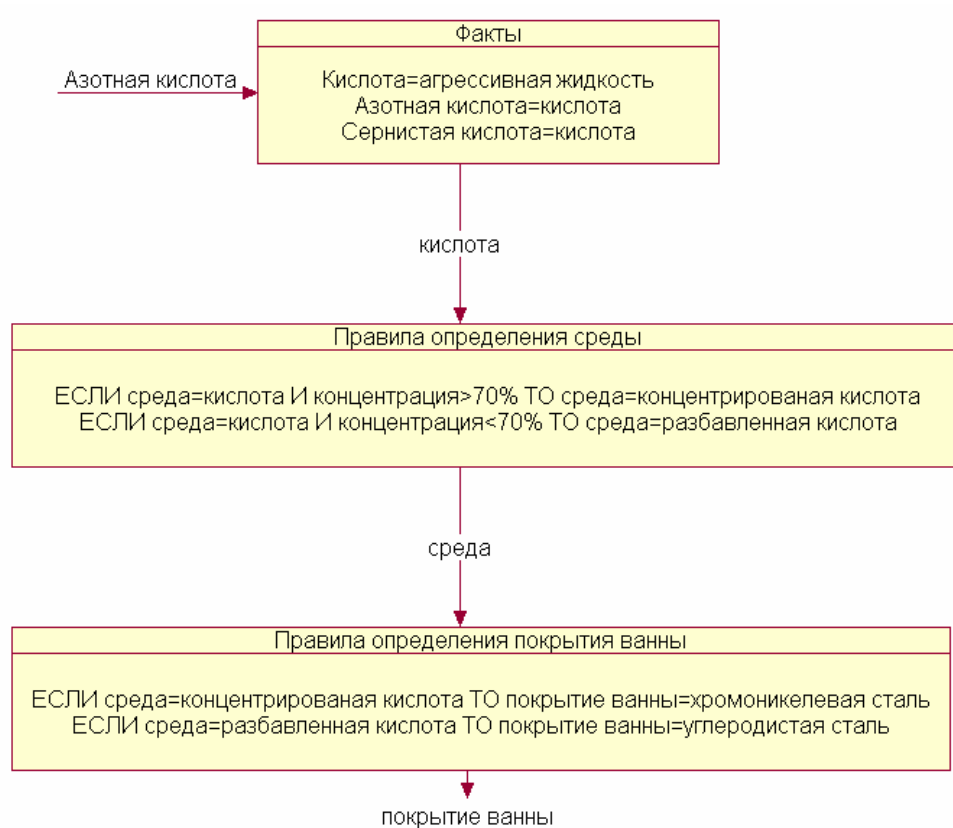 Факты
Азотная кислота
Кислота=агрессивная жидкость
Азотная кислота=кислота
Сернистая кислота=кислота
кислота
Правила определения среды
ЕСЛИ среда=кислота И концентрация>70% ТО среда=концентрированая кислота
ЕСЛИ среда=кислота И концентрация<70% ТО среда=разбавленная кислота
среда
Правила определения покрытия ванны
ЕСЛИ среда=концентрированая кислота ТО покрытие ванны=хромоникелевая сталь
ЕСЛИ среда=разбавленная кислота ТО покрытие ванны=углеродистая сталь
покрытие ванны